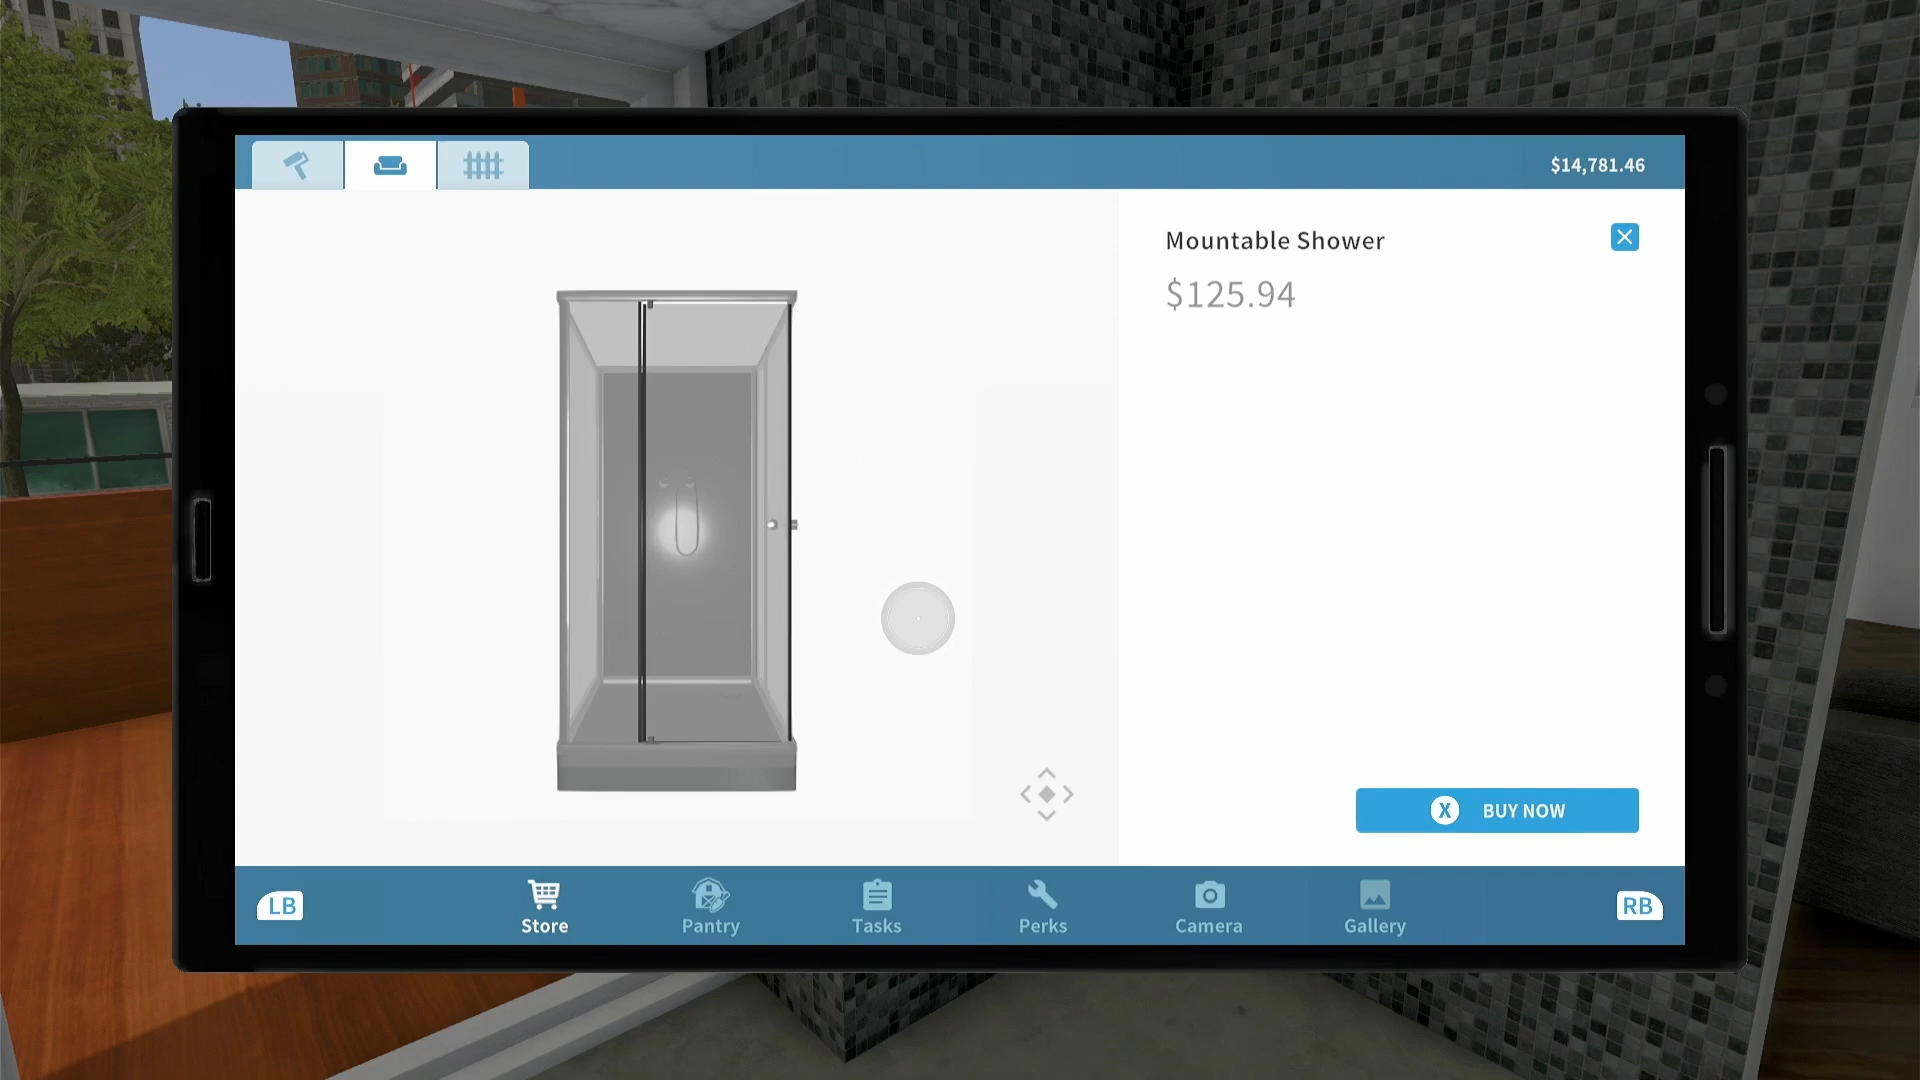 $14,781.46
Mountable Shower
$125.94
X BUY NOW
LB Store Pantry Tasks Perks Camera Gallery RB